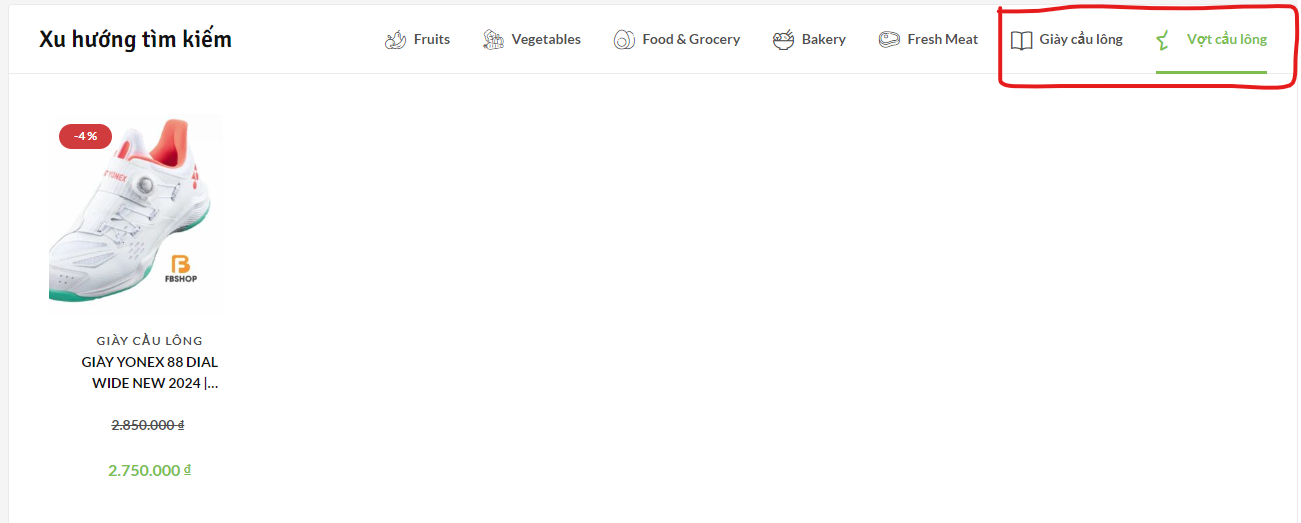 Xu hướng tìm kiếm
Fruits
Vegetables
Food & Grocery
Bakery
Fresh Meat
Giày cầu lông
Vợt cầu lông
-4%
YONEX
FBSHOP
GIÀY CẦU LÔNG
GIÀY YONEX 88 DIAL
WIDE NEW 2024 |...
2.850.000 ₫
2.750.000 ₫